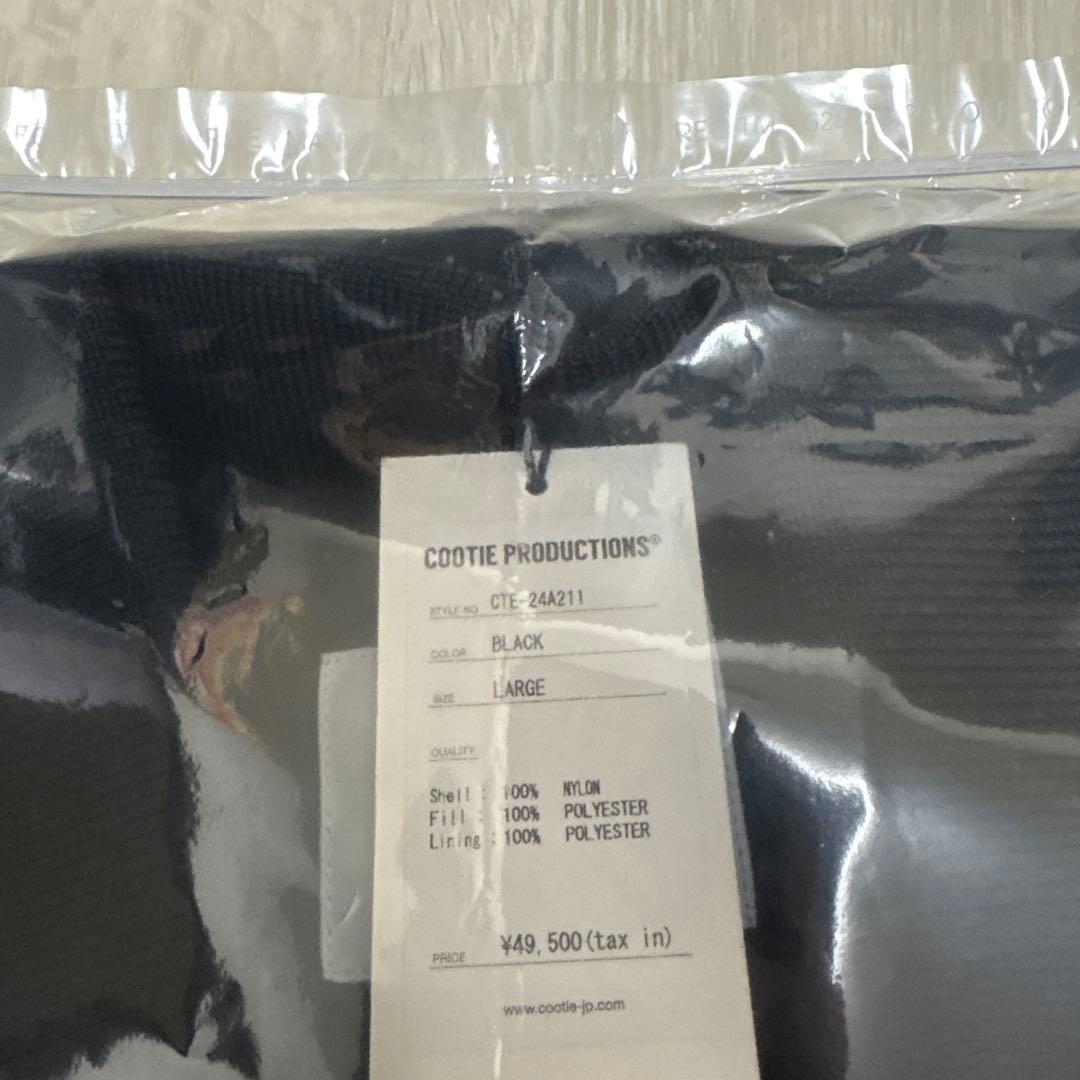 COOTIE PRODUCTIONS®
STYLE NO. CTE-24A211
COLOR BLACK
SIZE LARGE
QUALITY
Shell : 100% NYLON
Fill : 100% POLYESTER
Lining : 100% POLYESTER
PRICE ¥49,500(tax in)
www.cootie-jp.com